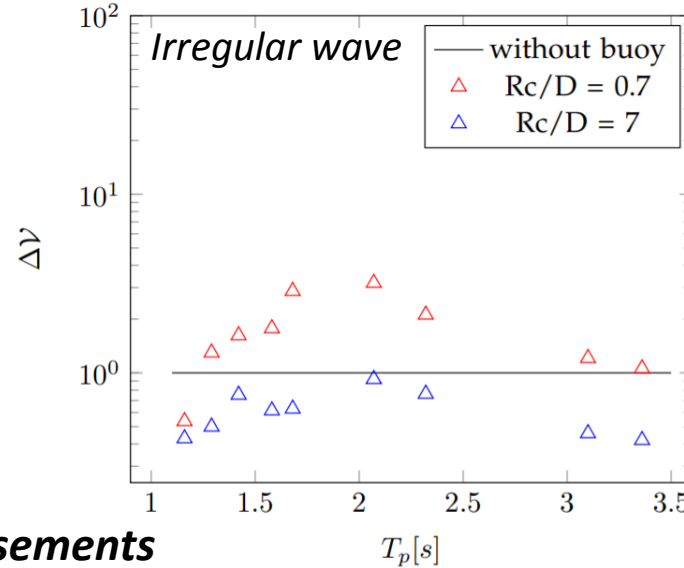 10²
Irregular wave
without buoy
Rc/D = 0.7
Rc/D = 7
10¹
Δ𝒱
10⁰
1 1.5 2 2.5 3 3.5
sements
T_p[s]